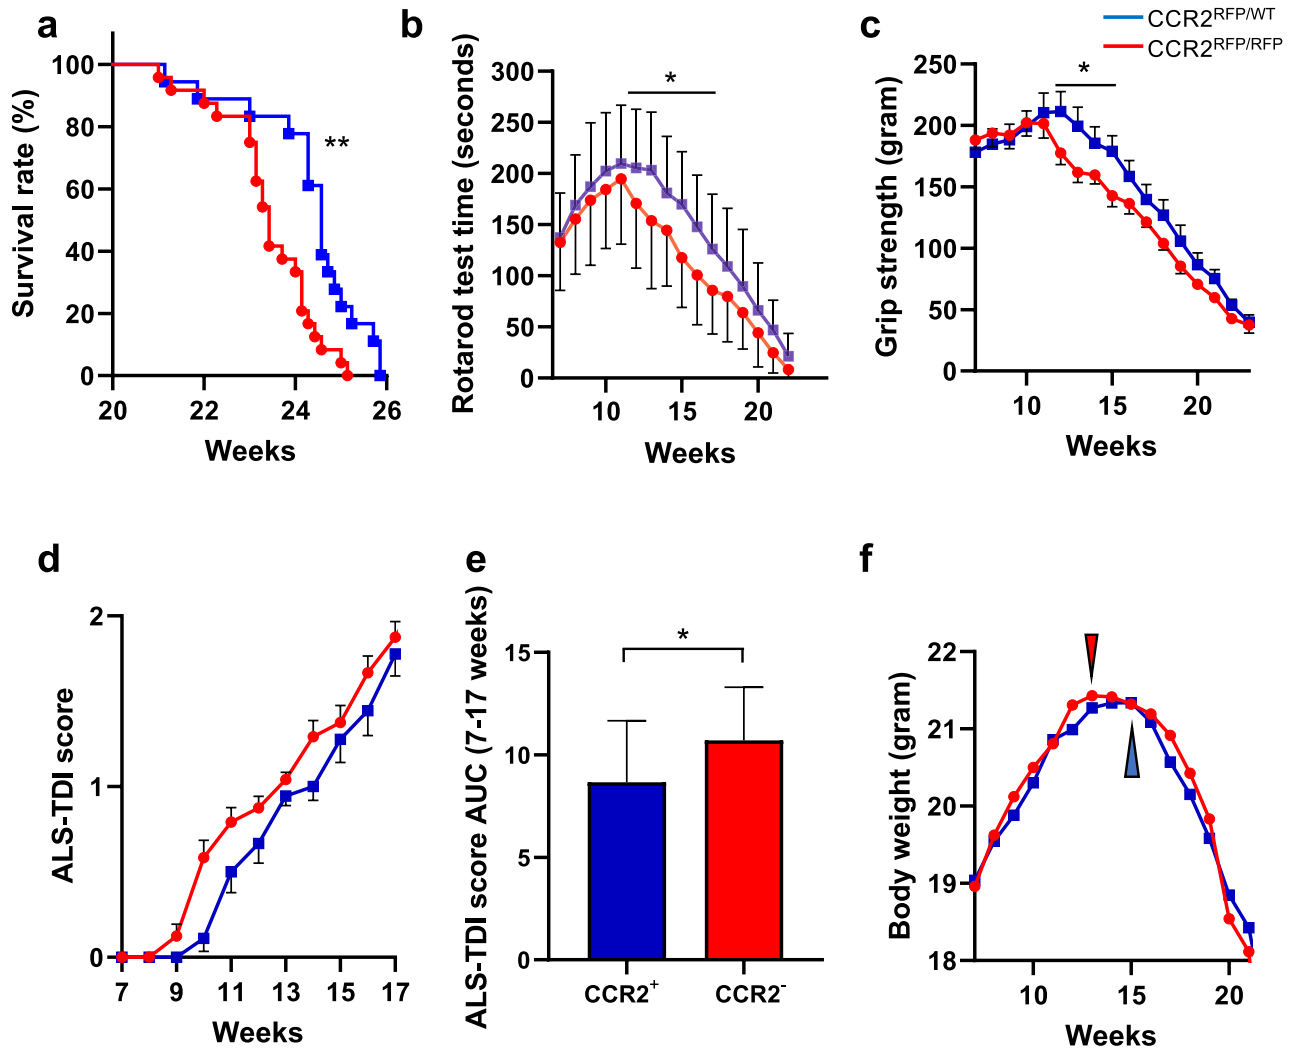 a
b
c
CCR2RFP/WT
CCR2RFP/RFP
Survival rate (%)
100
80
60
40
20
0
**
20 22 24 26
Weeks
Rotarod test time (seconds)
300
250
200
150
100
50
0
*
10 15 20
Weeks
Grip strength (gram)
250
200
150
100
50
0
*
10 15 20
Weeks
d
e
f
ALS-TDI score
2
1
0
7 9 11 13 15 17
Weeks
ALS-TDI score AUC (7-17 weeks)
15
10
5
0
*
CCR2+ CCR2-
Body weight (gram)
22
21
20
19
18
10 15 20
Weeks